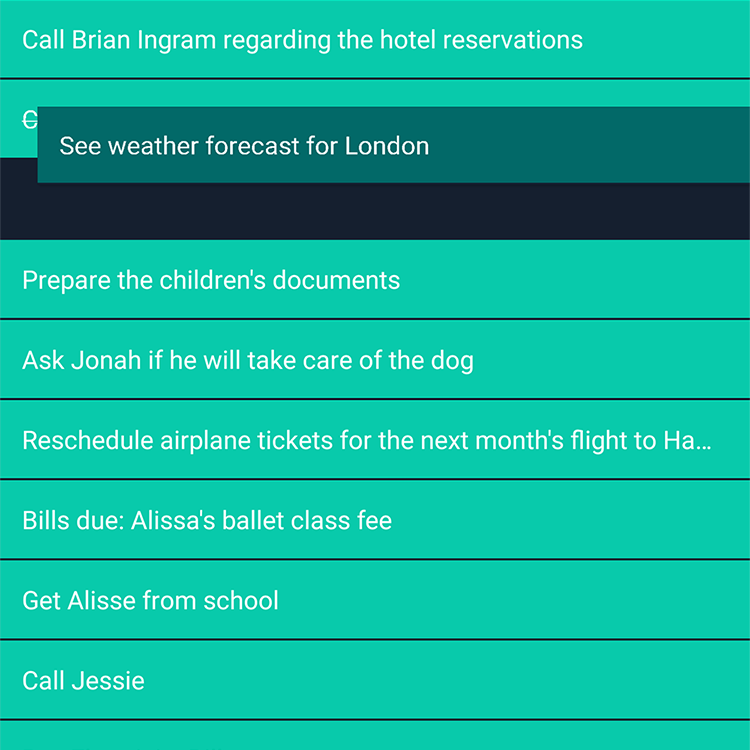 Call Brian Ingram regarding the hotel reservations
See weather forecast for London
Prepare the children's documents
Ask Jonah if he will take care of the dog
Reschedule airplane tickets for the next month's flight to Ha...
Bills due: Alissa's ballet class fee
Get Alisse from school
Call Jessie